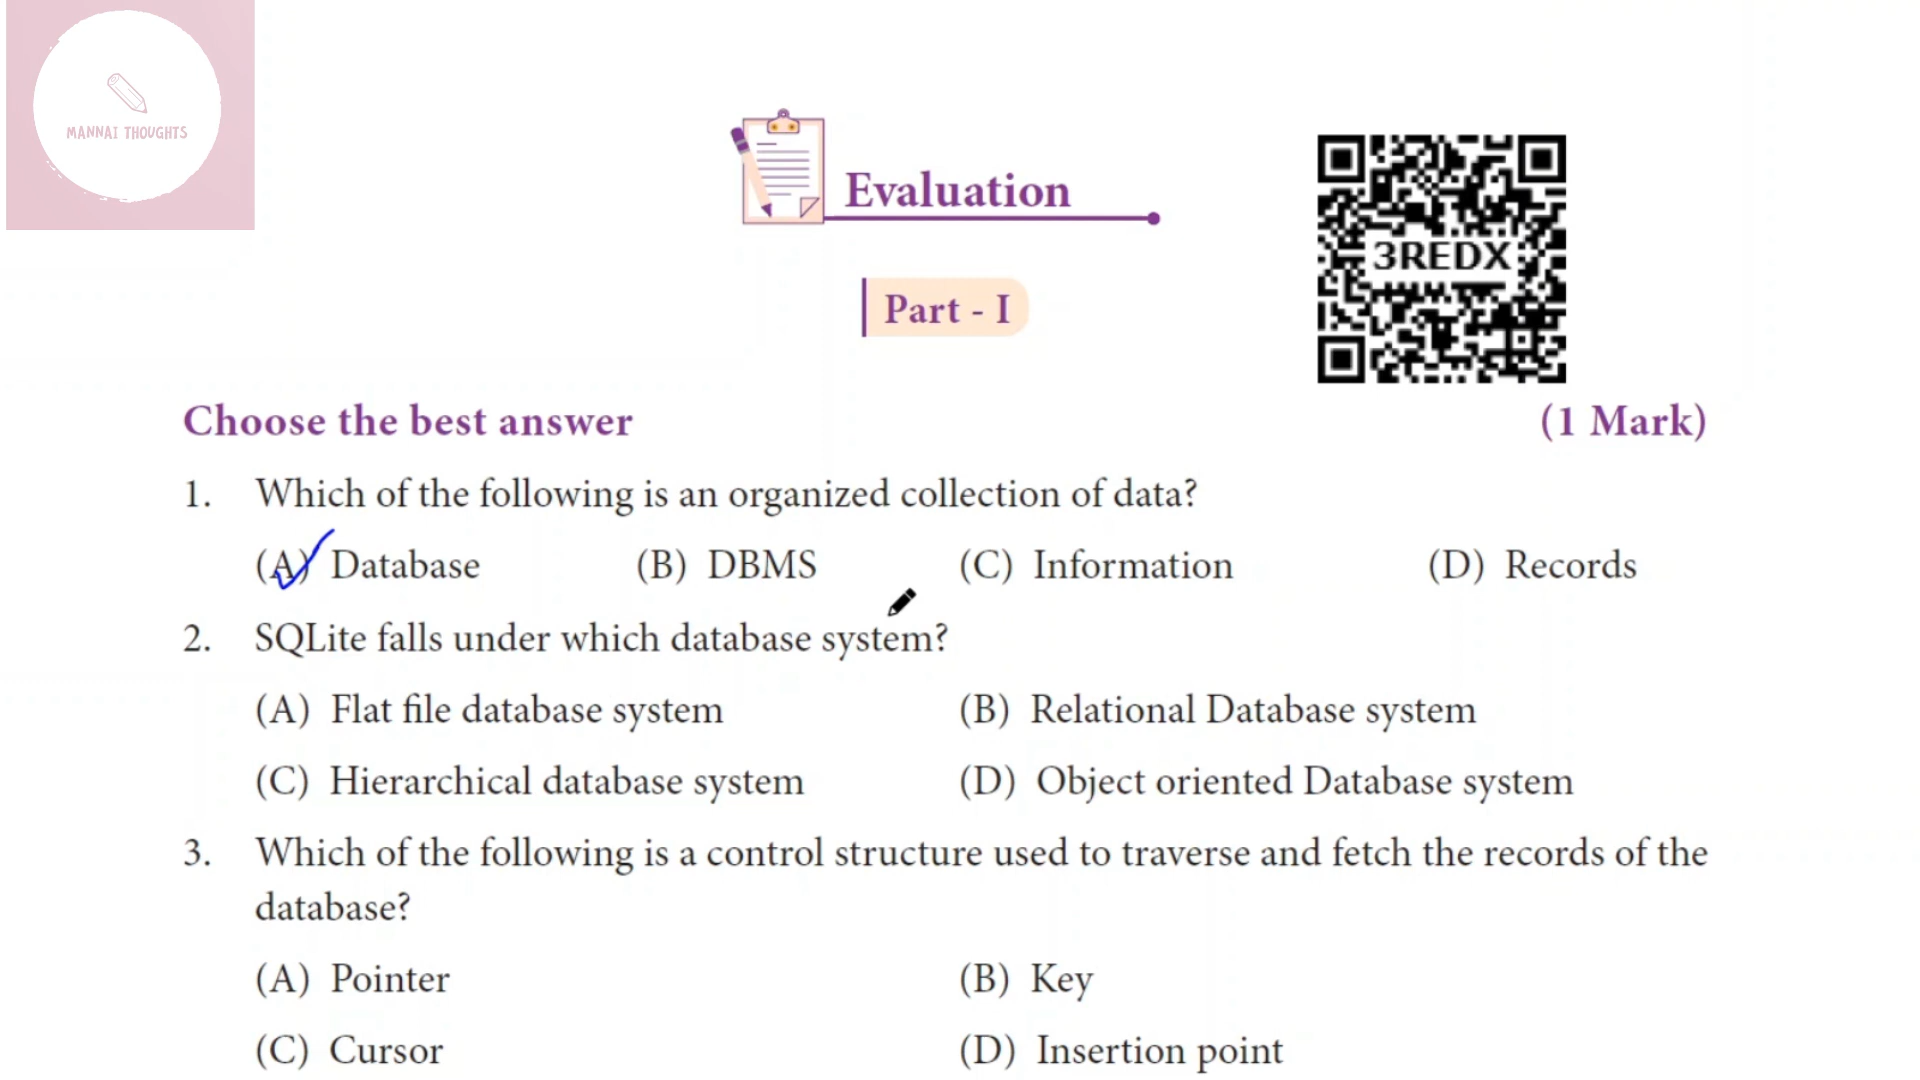 MANNAI THOUGHTS
Evaluation
3REDX
Part - I
Choose the best answer (1 Mark)
1. Which of the following is an organized collection of data?
(A) Database (B) DBMS (C) Information (D) Records
2. SQLite falls under which database system?
(A) Flat file database system (B) Relational Database system
(C) Hierarchical database system (D) Object oriented Database system
3. Which of the following is a control structure used to traverse and fetch the records of the
database?
(A) Pointer (B) Key
(C) Cursor (D) Insertion point